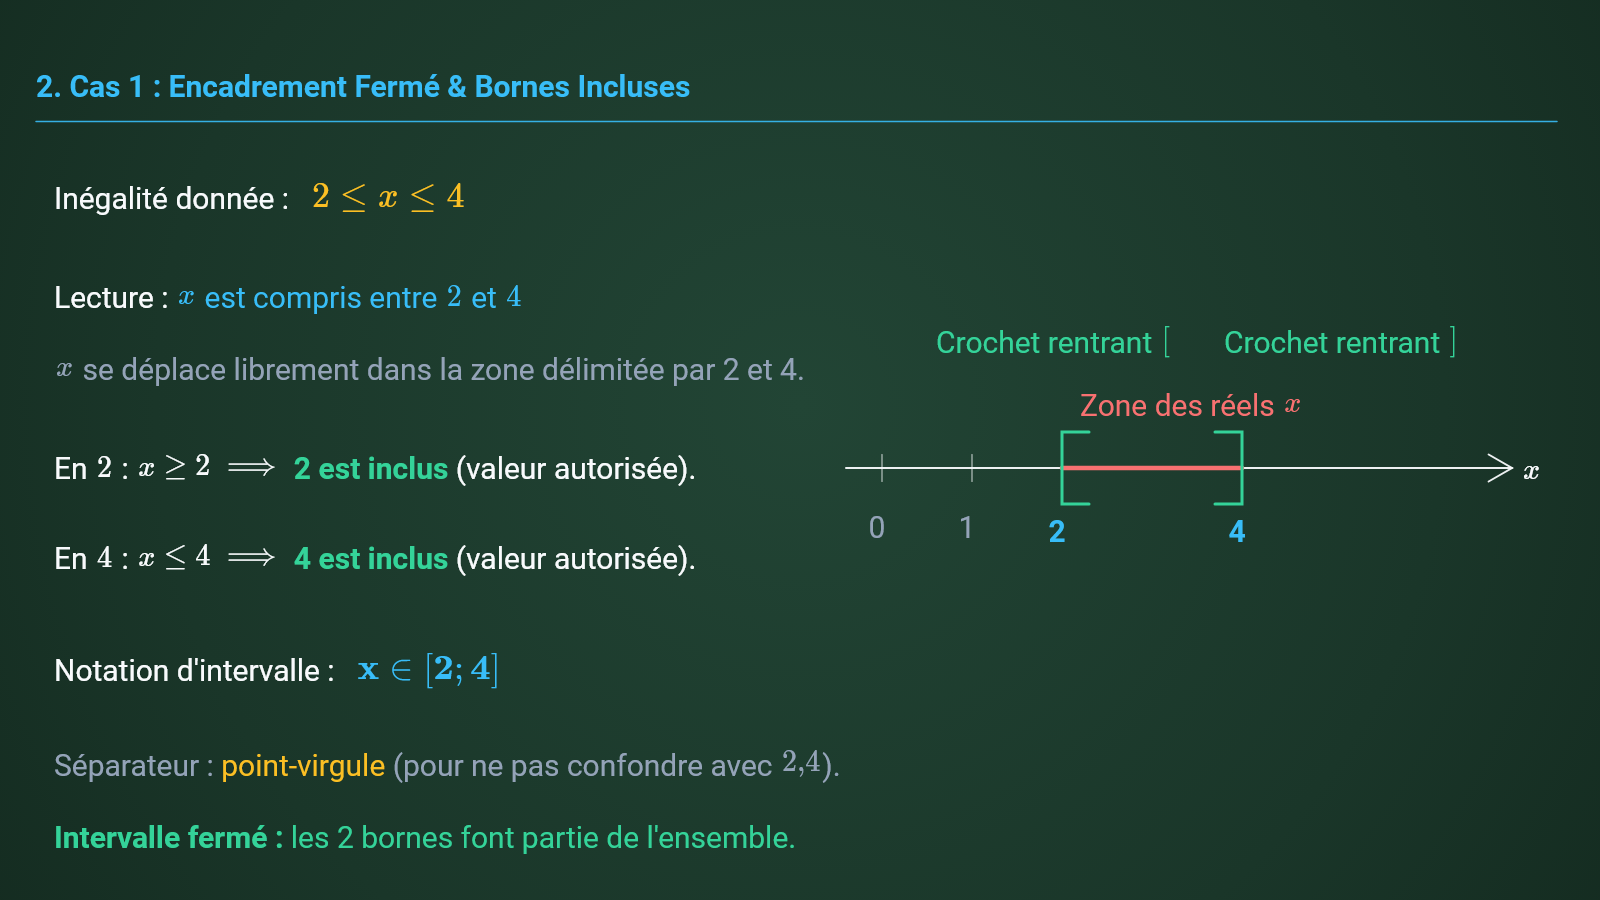 2. Cas 1 : Encadrement Fermé & Bornes Incluses
Inégalité donnée : 2 ≤ x ≤ 4
Lecture : x est compris entre 2 et 4
x se déplace librement dans la zone délimitée par 2 et 4.
En 2 : x ≥ 2 ⟹ 2 est inclus (valeur autorisée).
En 4 : x ≤ 4 ⟹ 4 est inclus (valeur autorisée).
Notation d'intervalle : x ∈ [2; 4]
Séparateur : point-virgule (pour ne pas confondre avec 2,4).
Intervalle fermé : les 2 bornes font partie de l'ensemble.
Crochet rentrant [ Crochet rentrant ]
Zone des réels x
x
0 1 2 4